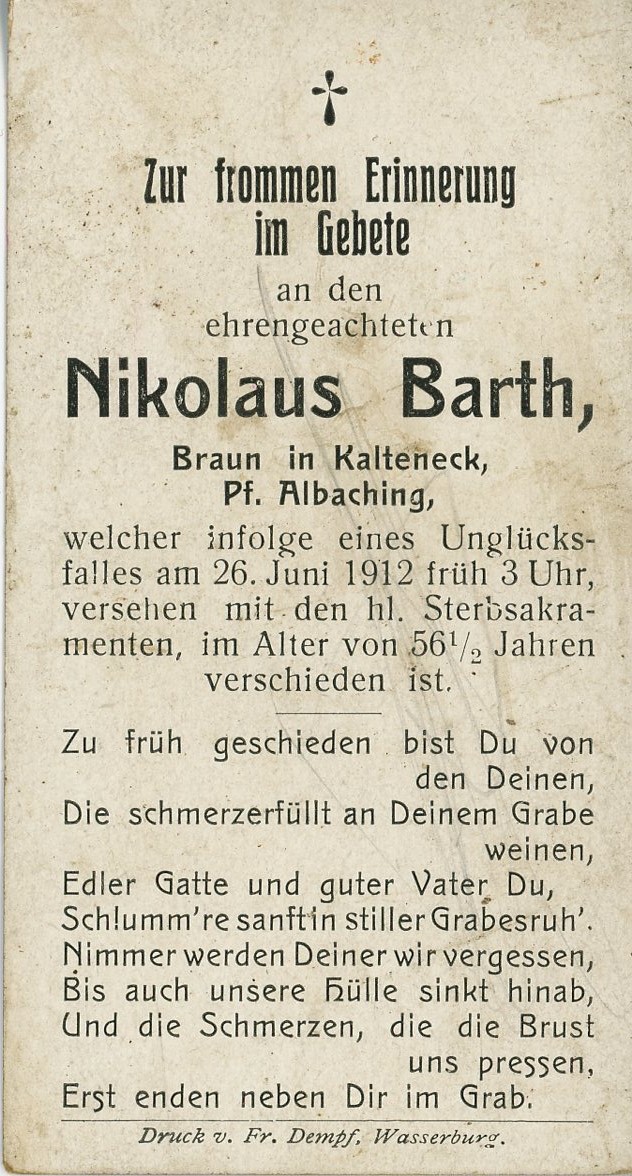 Zur frommen Erinnerung
im Gebete
an den
ehrengeachteten
Nikolaus Barth,
Braun in Kalteneck,
Pf. Albaching,
welcher infolge eines Unglücks-
falles am 26. Juni 1912 früh 3 Uhr,
versehen mit den hl. Sterbsakra-
menten, im Alter von 56½ Jahren
verschieden ist.
Zu früh geschieden bist Du von
den Deinen,
Die schmerzerfüllt an Deinem Grabe
weinen,
Edler Gatte und guter Vater Du,
Schlumm're sanft in stiller Grabesruh'.
Nimmer werden Deiner wir vergessen,
Bis auch unsere Hülle sinkt hinab,
Und die Schmerzen, die die Brust
uns pressen,
Erst enden neben Dir im Grab.
Druck v. Fr. Dempf, Wasserburg.